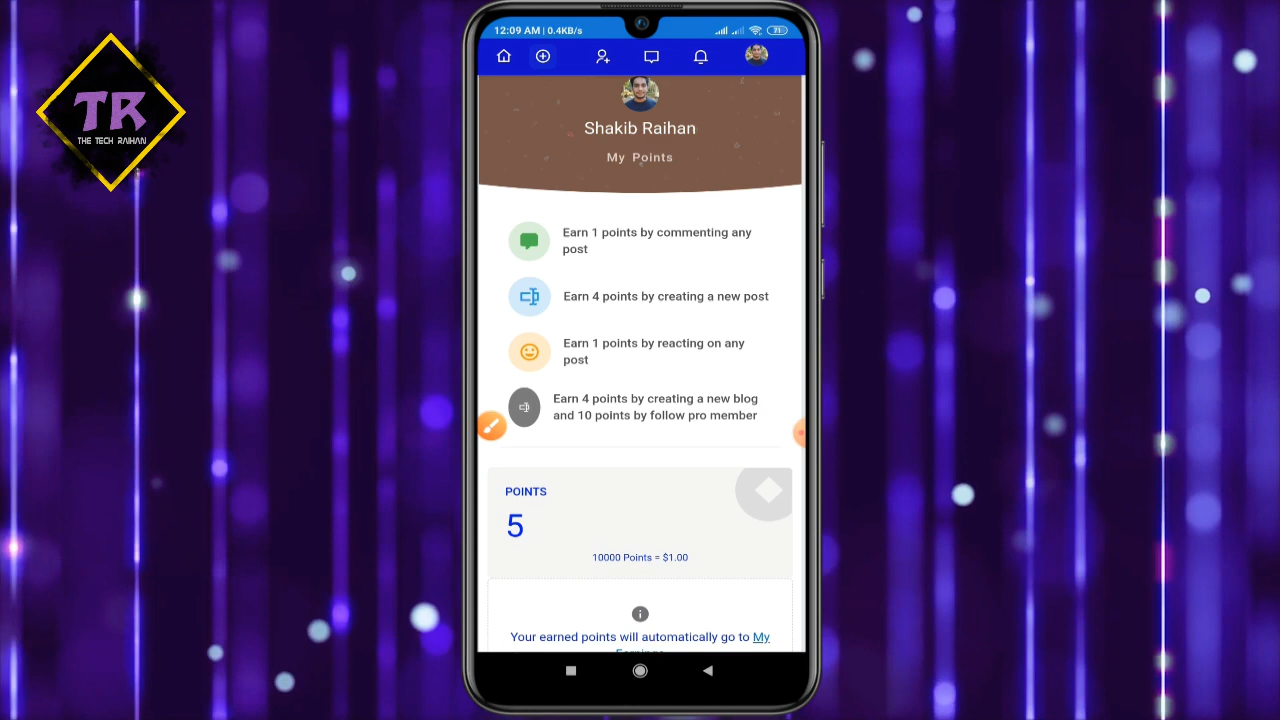 TR
THE TECH RAIHAN
12:09 AM | 0.4KB/s
71
Shakib Raihan
My Points
Earn 1 points by commenting any
post
Earn 4 points by creating a new post
Earn 1 points by reacting on any
post
Earn 4 points by creating a new blog
and 10 points by follow pro member
POINTS
5
10000 Points = $1.00
Your earned points will automatically go to My